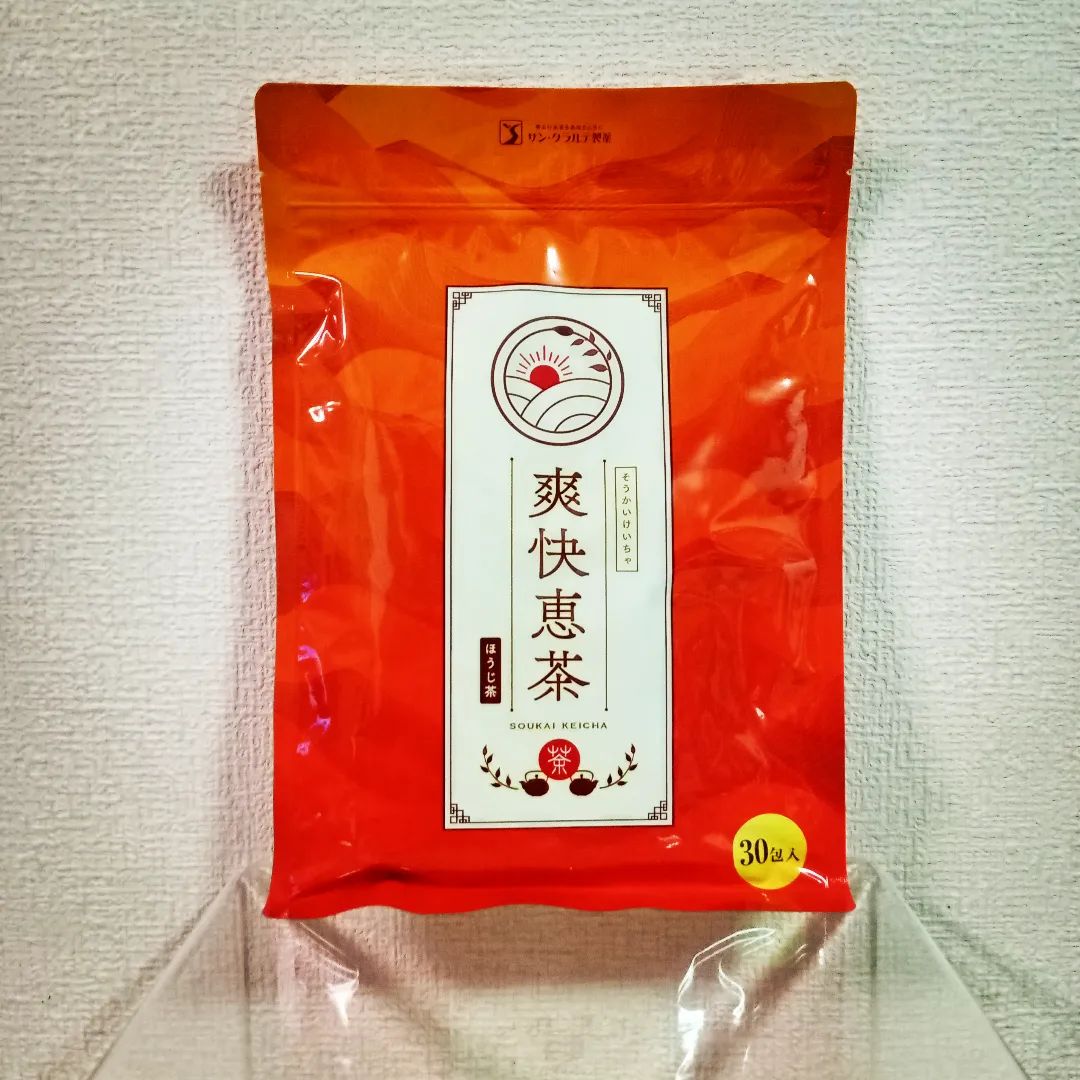 サン・クラルテ製薬
爽快恵茶
そうかいけいちゃ
ほうじ茶
SOUKAI KEICHA
茶
30包入